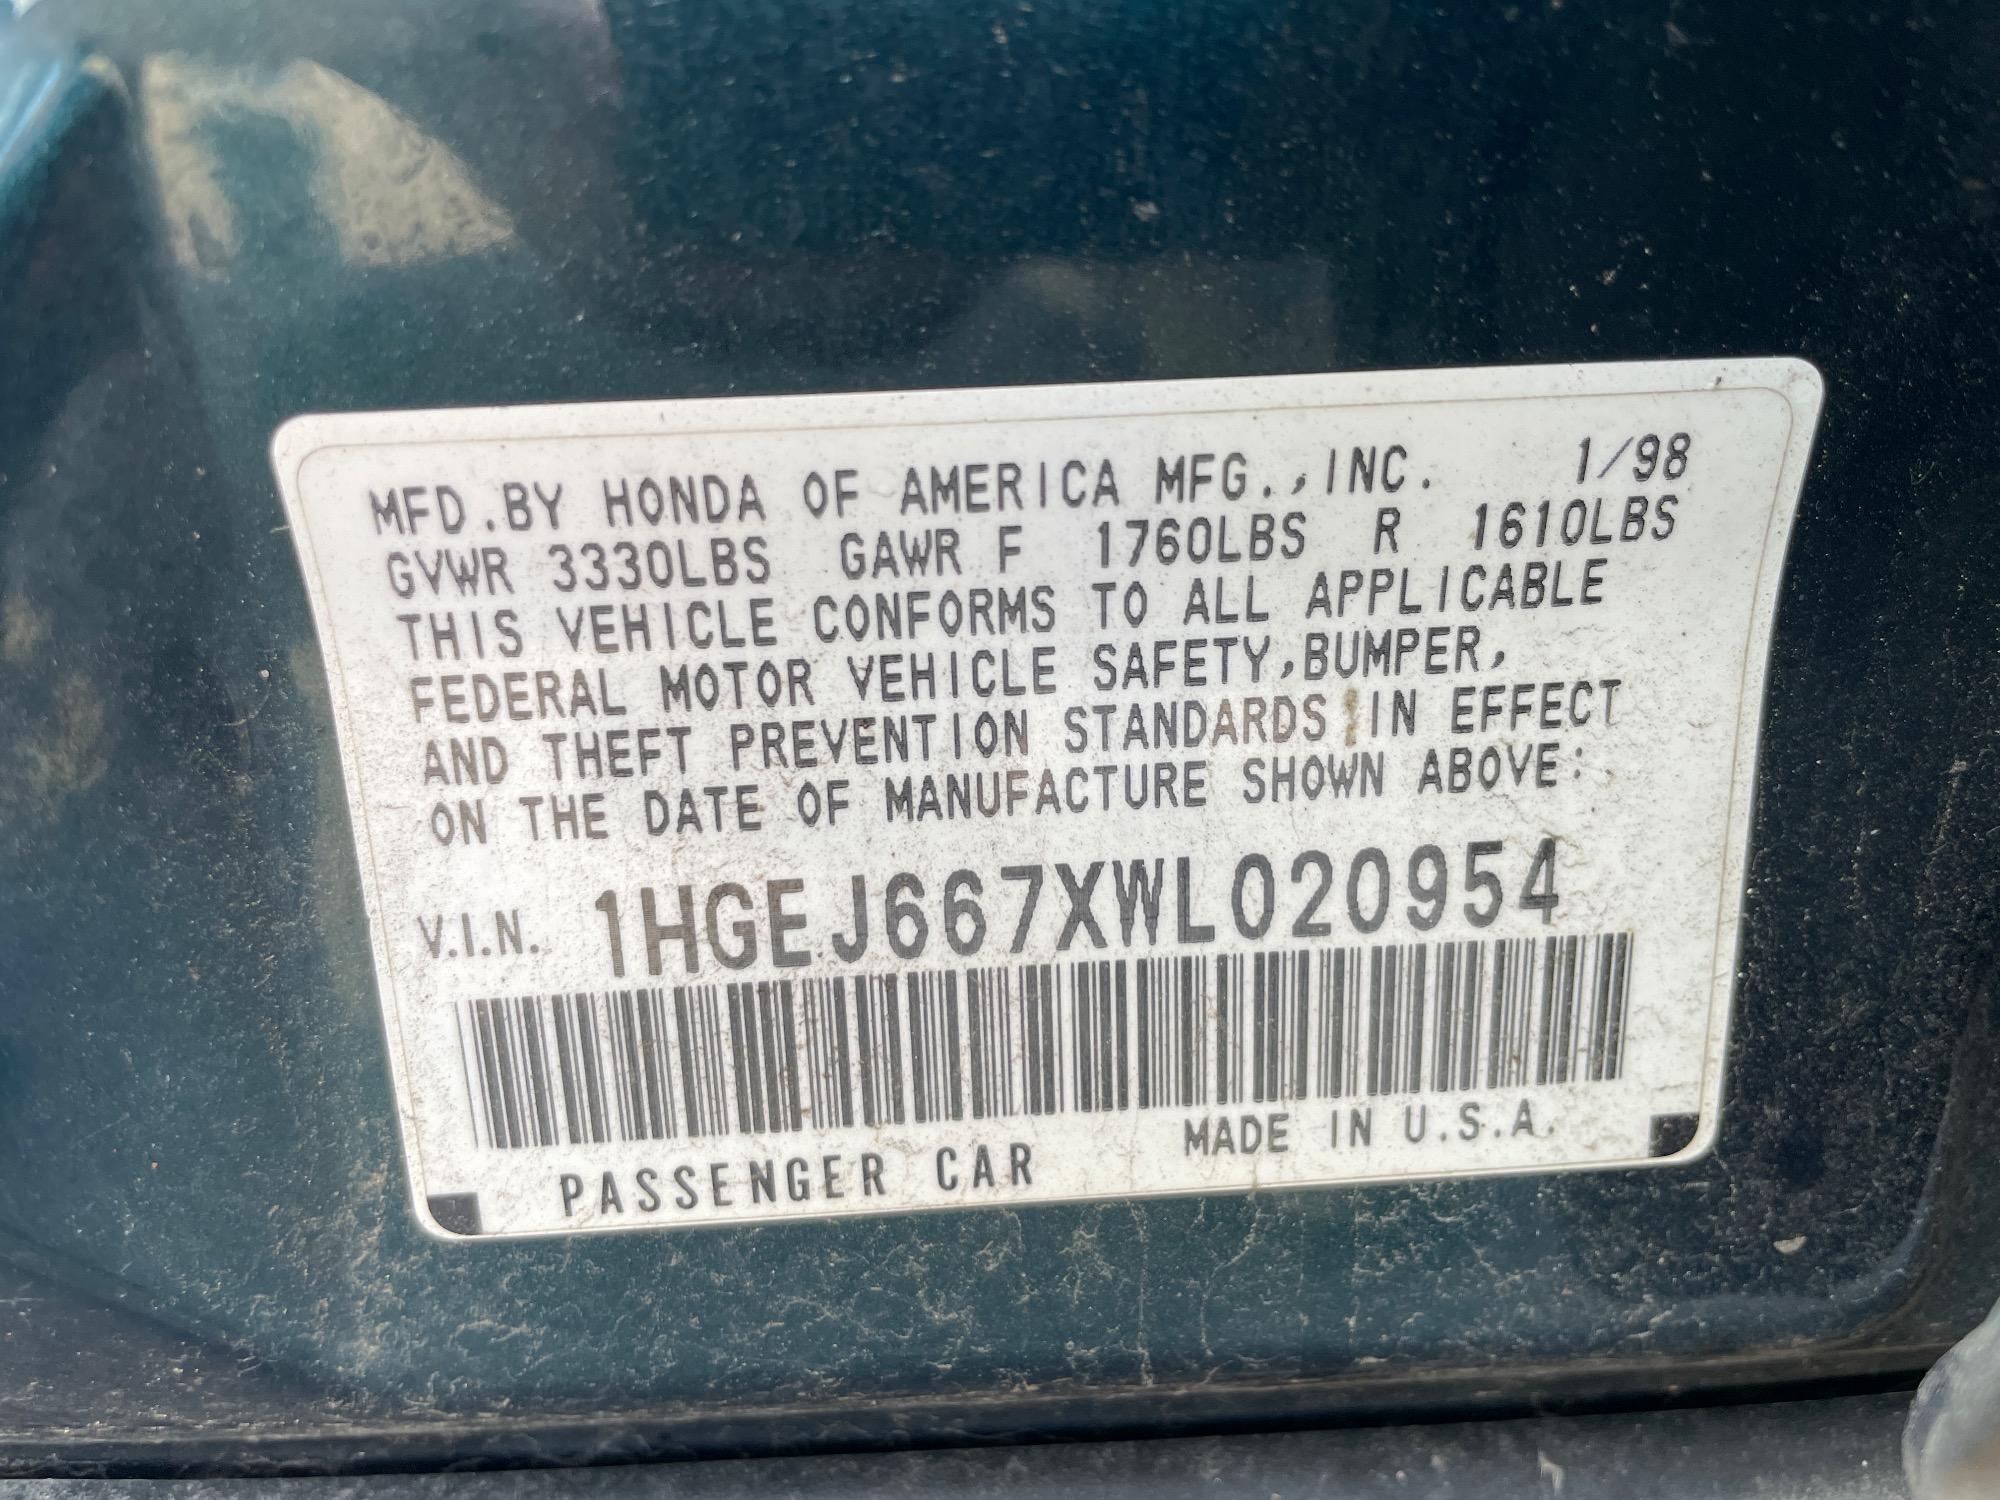 MFD.BY HONDA OF AMERICA MFG.,INC. 1/98
GVWR 3330LBS GAWR F 1760LBS R 1610LBS
THIS VEHICLE CONFORMS TO ALL APPLICABLE
FEDERAL MOTOR VEHICLE SAFETY,BUMPER,
AND THEFT PREVENTION STANDARDS IN EFFECT
ON THE DATE OF MANUFACTURE SHOWN ABOVE:
V.I.N. 1HGEJ667XWL020954
PASSENGER CAR MADE IN U.S.A.